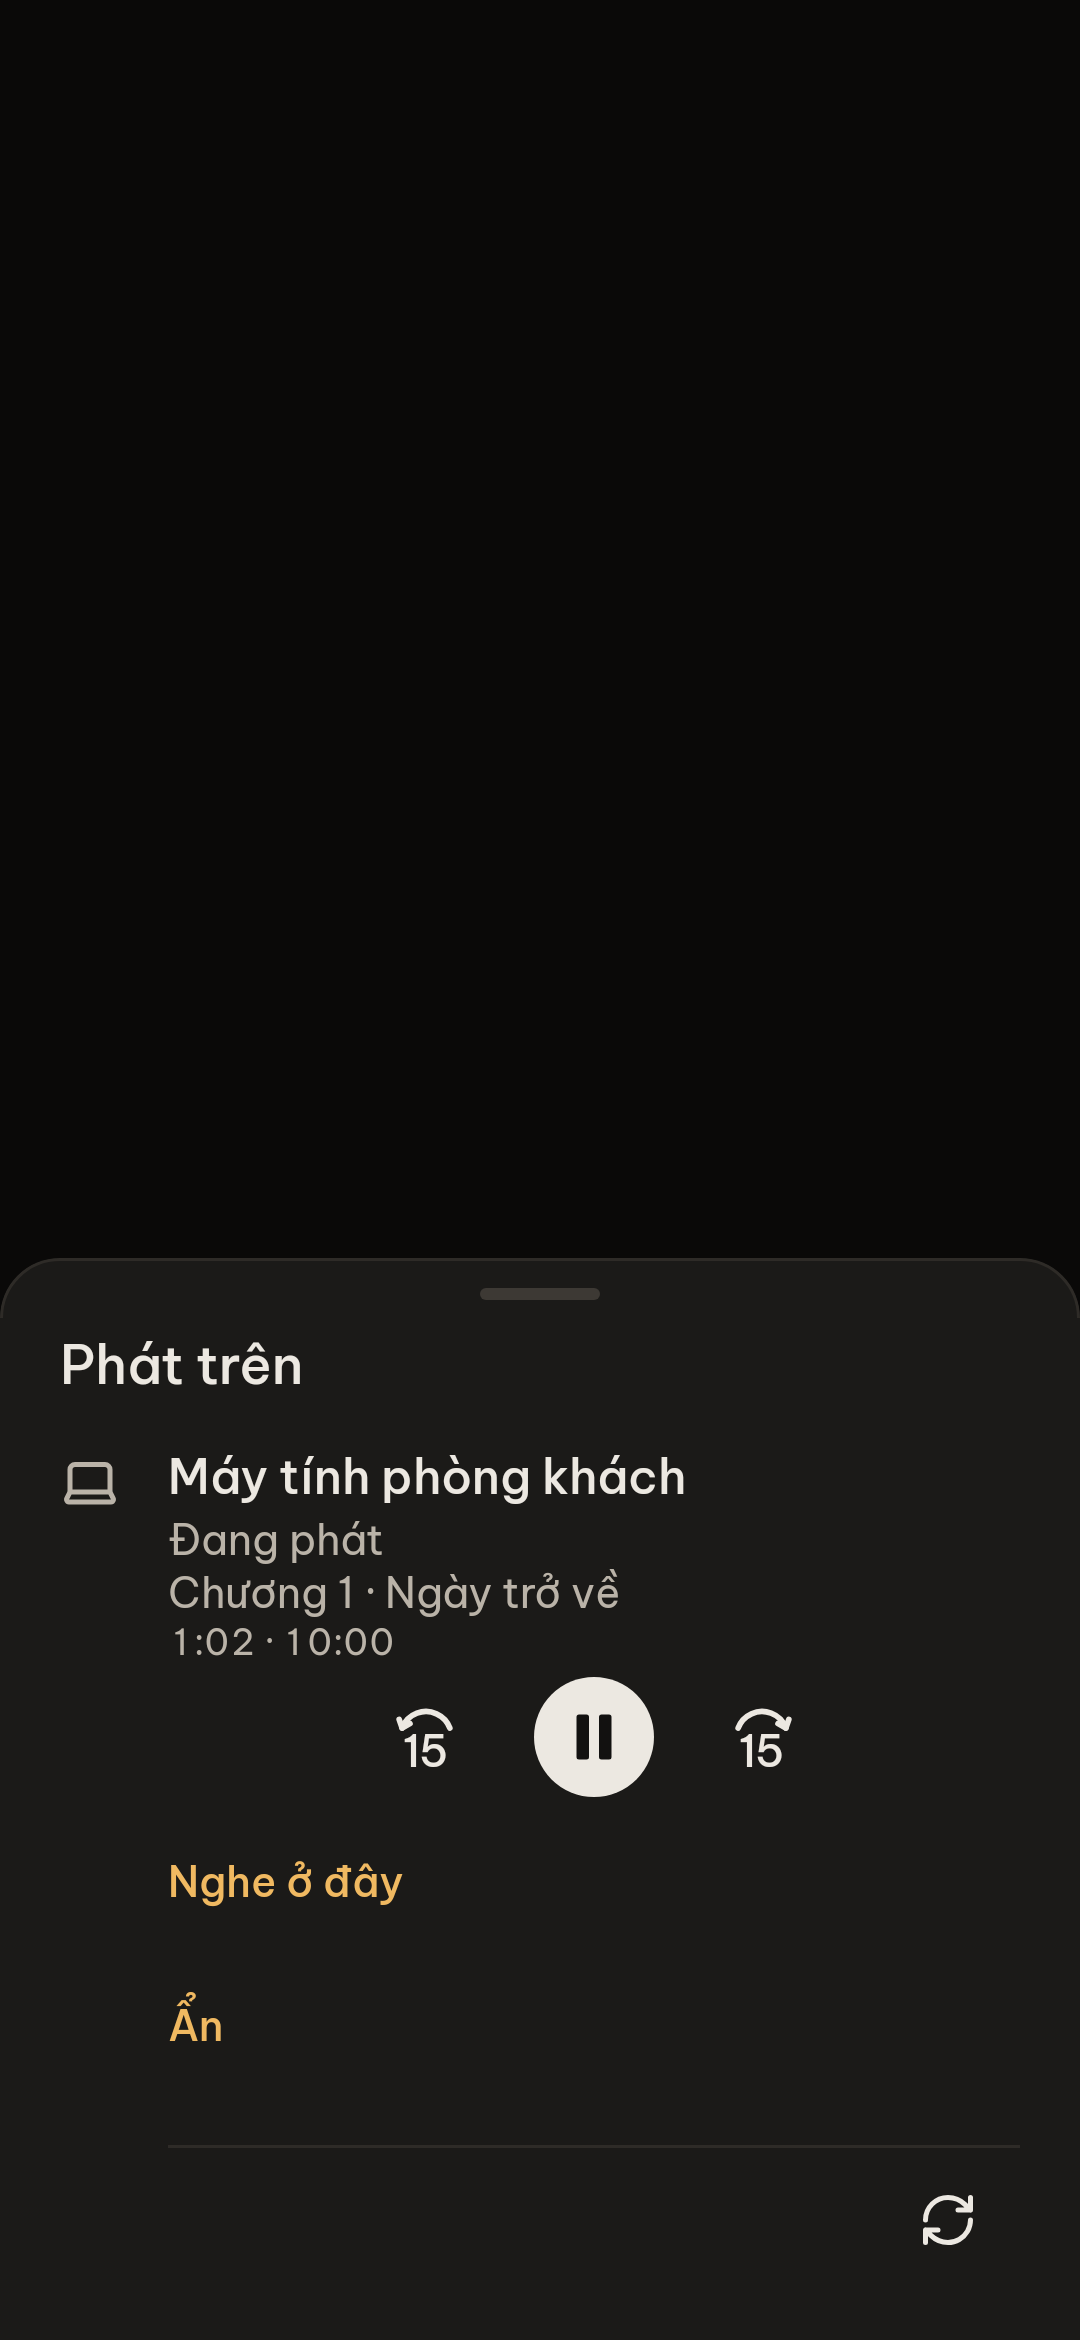 Phát trên
Máy tính phòng khách
Đang phát
Chương 1 · Ngày trở về
1:02 · 10:00
15 15
Nghe ở đây
Ẩn